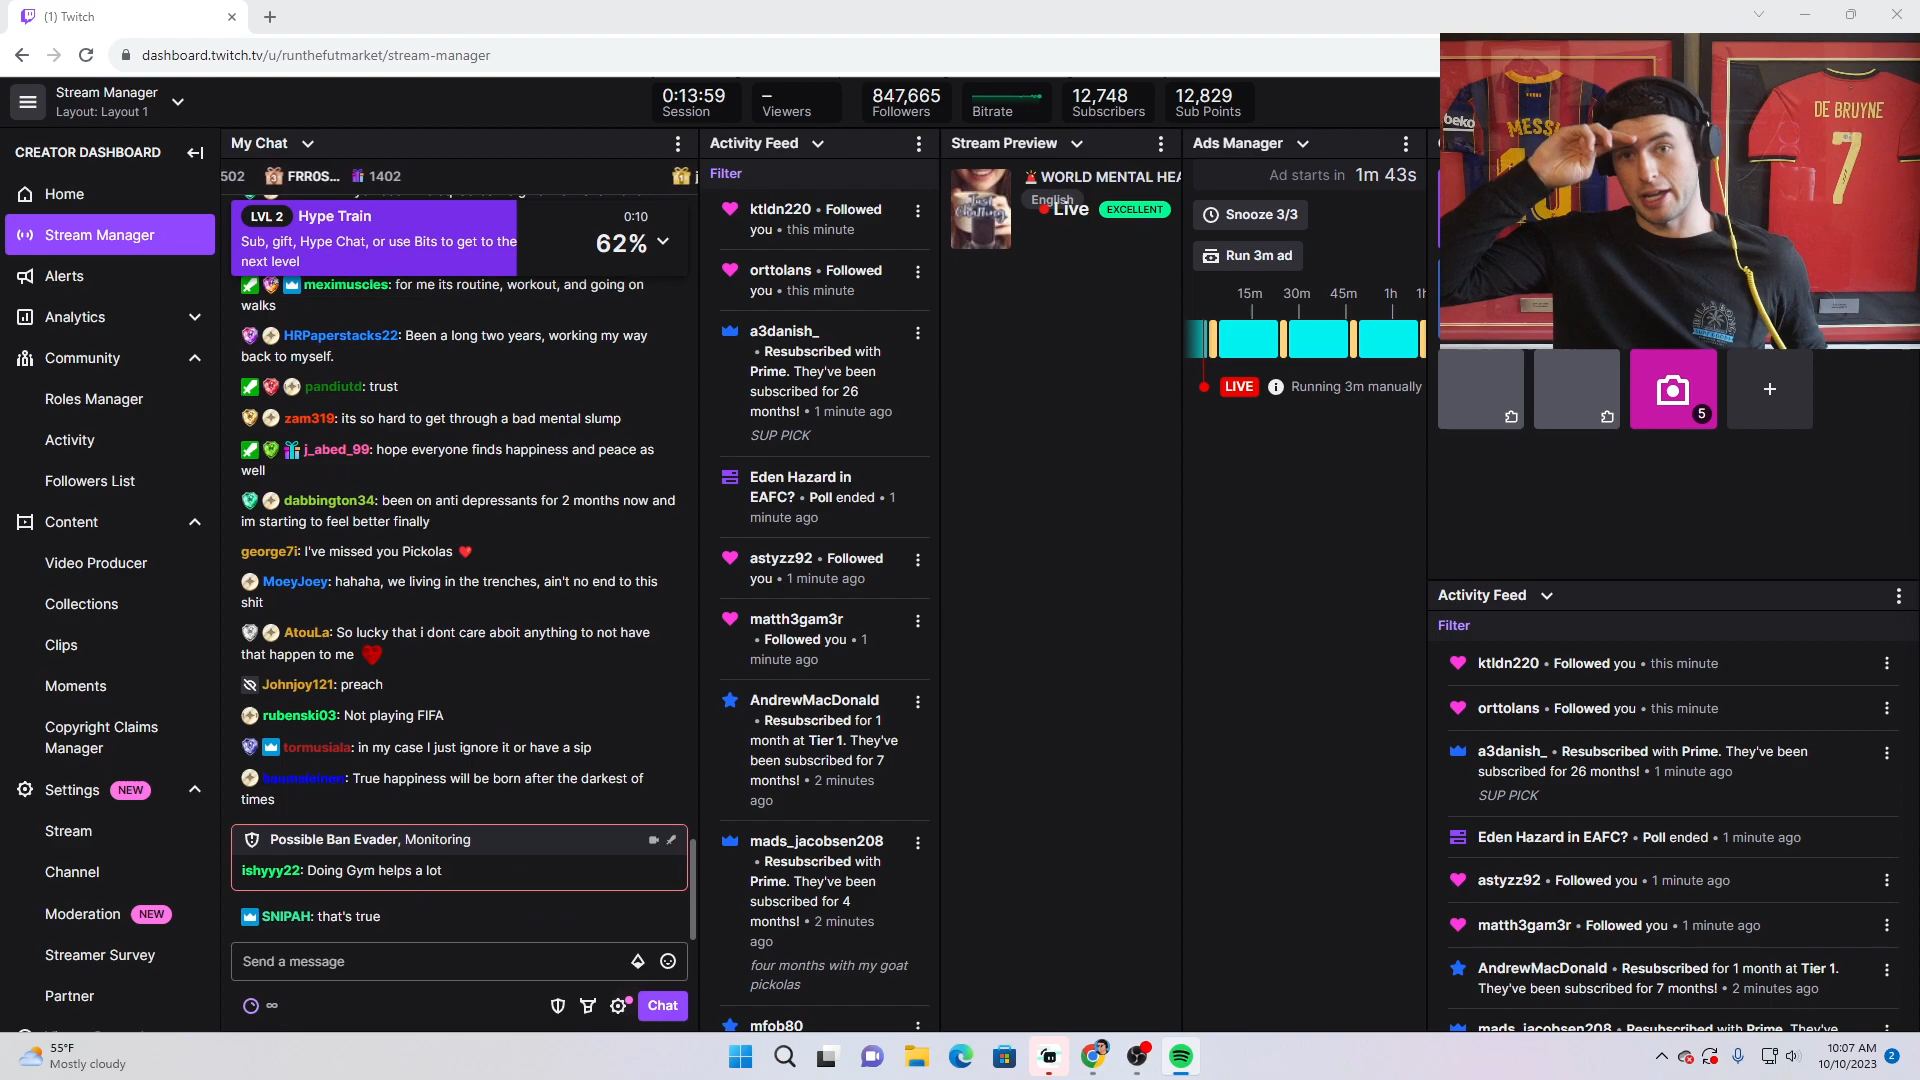 (1) Twitch
dashboard.twitch.tv/u/runthefutmarket/stream-manager
Stream Manager
Layout: Layout 1
0:13:59
Session
–
Viewers
847,665
Followers
Bitrate
12,748
Subscribers
12,829
Sub Points
CREATOR DASHBOARD
Home
Stream Manager
Alerts
Analytics
Community
Roles Manager
Activity
Followers List
Content
Video Producer
Collections
Clips
Moments
Copyright Claims
Manager
Settings NEW
Stream
Channel
Moderation NEW
Streamer Survey
Partner
My Chat
502 3 FRR0S... 1402 1
LVL 2 Hype Train 0:10
Sub, gift, Hype Chat, or use Bits to get to the
next level
62%
meximuscles: for me its routine, workout, and going on
walks
HRPaperstacks22: Been a long two years, working my way
back to myself.
pandiutd: trust
zam319: its so hard to get through a bad mental slump
j_abed_99: hope everyone finds happiness and peace as
well
dabbington34: been on anti depressants for 2 months now and
im starting to feel better finally
george7i: I've missed you Pickolas
MoeyJoey: hahaha, we living in the trenches, ain't no end to this
shit
AtouLa: So lucky that i dont care aboit anything to not have
that happen to me
Johnjoy121: preach
rubenski03: Not playing FIFA
tormusiala: in my case I just ignore it or have a sip
: True happiness will be born after the darkest of
times
Possible Ban Evader, Monitoring
ishyyy22: Doing Gym helps a lot
SNIPAH: that's true
Send a message
∞
Chat
Activity Feed
Filter
ktldn220 • Followed
you • this minute
orttolans • Followed
you • this minute
a3danish_
• Resubscribed with
Prime. They've been
subscribed for 26
months! • 1 minute ago
SUP PICK
Eden Hazard in
EAFC? • Poll ended • 1
minute ago
astyzz92 • Followed
you • 1 minute ago
matth3gam3r
• Followed you • 1
minute ago
AndrewMacDonald
• Resubscribed for 1
month at Tier 1. They've
been subscribed for 7
months! • 2 minutes
ago
mads_jacobsen208
• Resubscribed with
Prime. They've been
subscribed for 4
months! • 2 minutes
ago
four months with my goat
pickolas
mfob80
Stream Preview
Just
Chatting
WORLD MENTAL HEA
English
Live EXCELLENT
Ads Manager
Ad starts in 1m 43s
Snooze 3/3
Run 3m ad
15m 30m 45m 1h
LIVE Running 3m manually
beko
MESSI
10
DE BRUYNE
7
BILLABONG
5
+
Activity Feed
Filter
ktldn220 • Followed you • this minute
orttolans • Followed you • this minute
a3danish_ • Resubscribed with Prime. They've been
subscribed for 26 months! • 1 minute ago
SUP PICK
Eden Hazard in EAFC? • Poll ended • 1 minute ago
astyzz92 • Followed you • 1 minute ago
matth3gam3r • Followed you • 1 minute ago
AndrewMacDonald • Resubscribed for 1 month at Tier 1.
They've been subscribed for 7 months! • 2 minutes ago
mads_jacobsen208 • Resubscribed with Prime. They've
55°F
Mostly cloudy
10:07 AM
10/10/2023
2